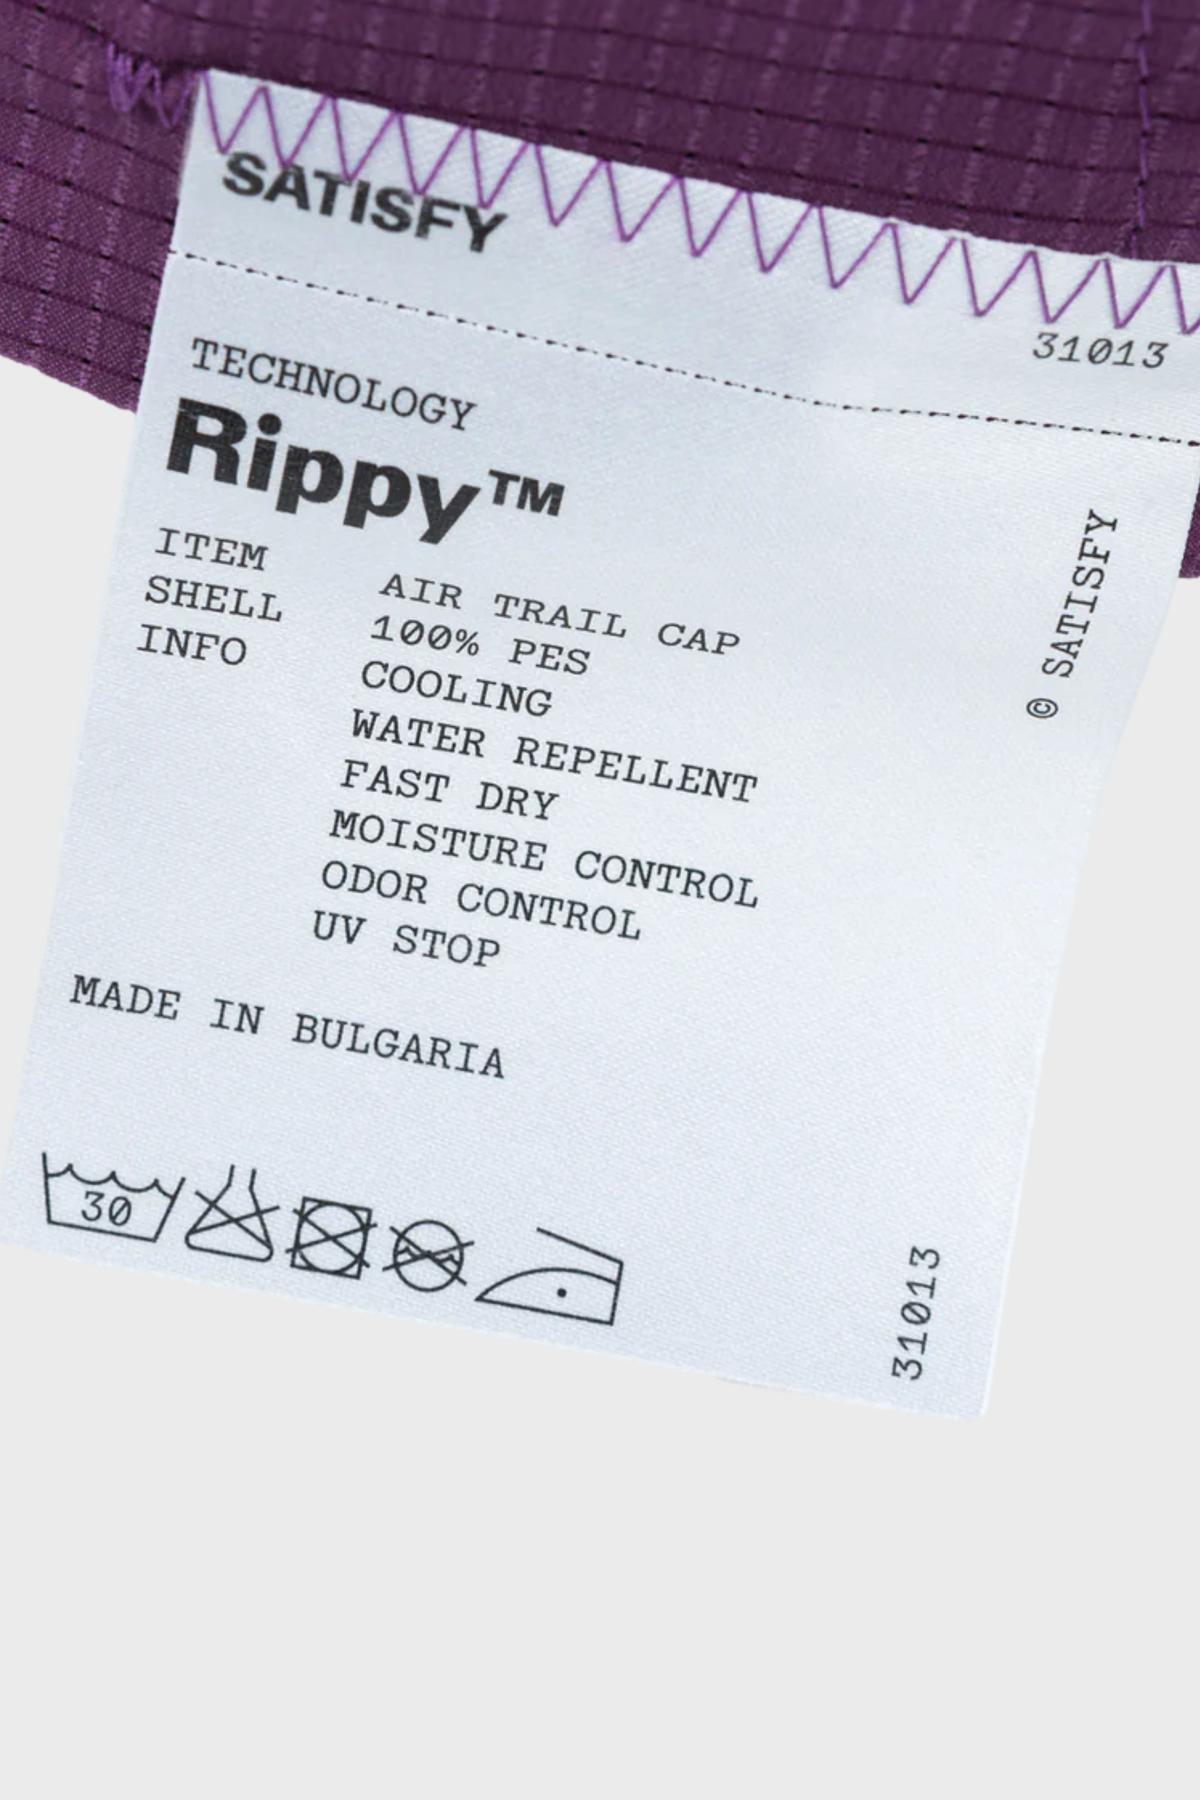 SATISFY
31013
TECHNOLOGY
Rippy™
ITEM AIR TRAIL CAP
SHELL 100% PES
INFO COOLING
WATER REPELLENT
FAST DRY
MOISTURE CONTROL
ODOR CONTROL
UV STOP
© SATISFY
MADE IN BULGARIA
30
31013